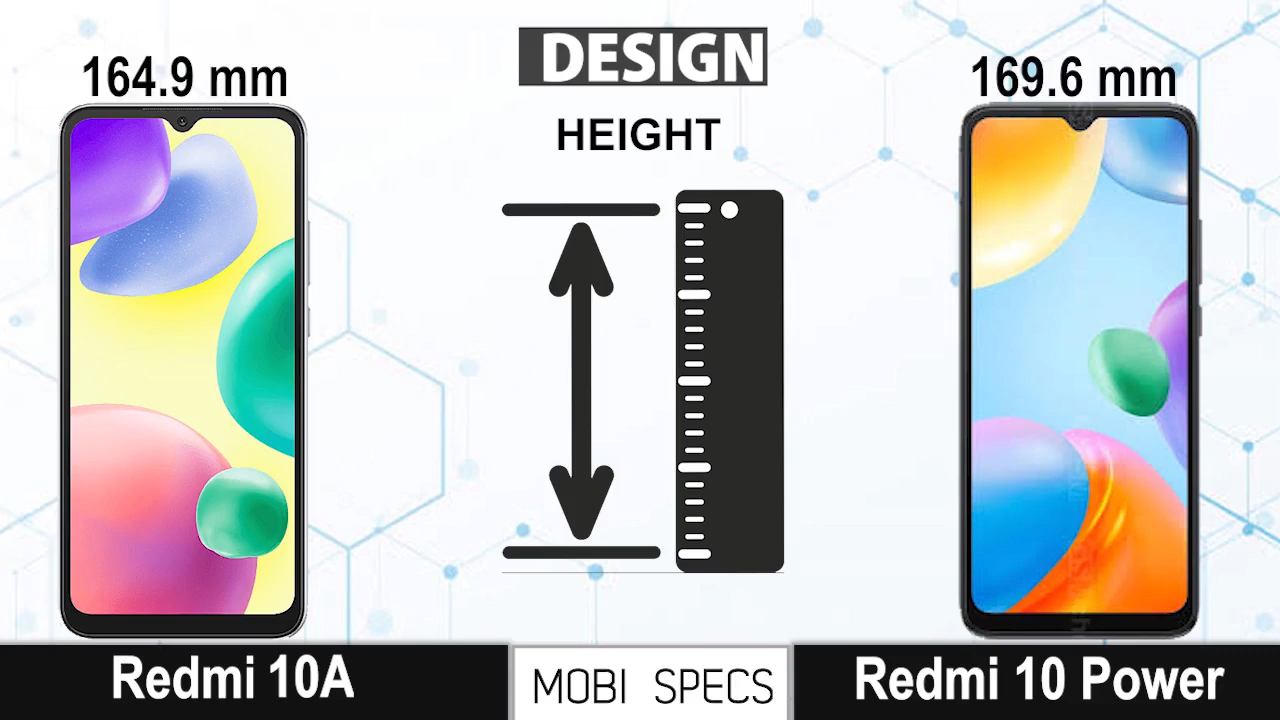 DESIGN
164.9 mm
169.6 mm
HEIGHT
Redmi 10A
MOBI SPECS
Redmi 10 Power